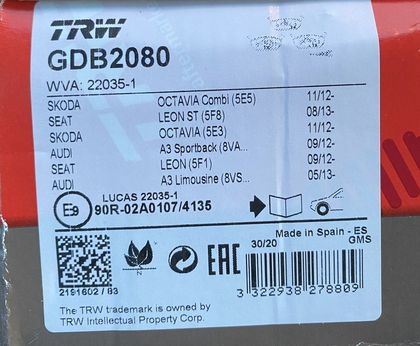 TRW
GDB2080
WVA: 22035-1
SKODA OCTAVIA Combi (5E5) 11/12-
SEAT LEON ST (5F8) 08/13-
SKODA OCTAVIA (5E3) 11/12-
AUDI A3 Sportback (8VA... 09/12-
SEAT LEON (5F1) 09/12-
AUDI A3 Limousine (8VS... 05/13-
LUCAS 22035-1
E9 90R-02A0107/4135
Made in Spain - ES
GMS
30/20
EAC
2191602 / B3
3 322938 278809
The TRW trademark is owned by
TRW Intellectual Property Corp.